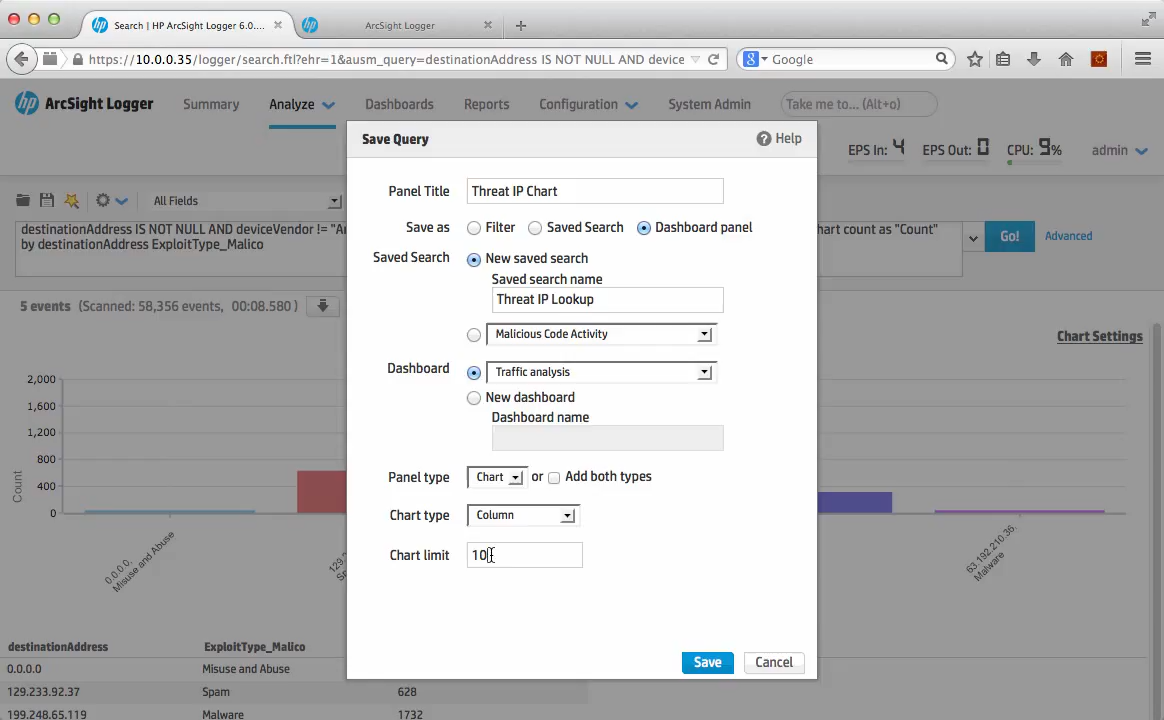 Search | HP ArcSight Logger 6.0....
ArcSight Logger
https://10.0.0.35/logger/search.ftl?ehr=1&ausm_query=destinationAddress IS NOT NULL AND device
Google
hp ArcSight Logger
Summary
Analyze
Dashboards
Reports
Configuration
System Admin
Take me to... (Alt+o)
EPS In: 4
EPS Out: 0
CPU: 9%
admin
Save Query
Help
Panel Title
Threat IP Chart
Save as
Filter
Saved Search
Dashboard panel
Saved Search
New saved search
Saved search name
Threat IP Lookup
Malicious Code Activity
Dashboard
Traffic analysis
New dashboard
Dashboard name
Panel type
Chart
or
Add both types
Chart type
Column
Chart limit
10
Save
Cancel
All Fields
destinationAddress IS NOT NULL AND deviceVendor != "Ar
hart count as "Count"
by destinationAddress ExploitType_Malico
Go!
Advanced
5 events (Scanned: 58,356 events, 00:08.580 )
Chart Settings
2,000
1,600
1,200
800
400
0
Count
0.0.0.0,
Misuse and Abuse
129.2
Sp
63.192.210.36,
Malware
destinationAddress
ExploitType_Malico
0.0.0.0
Misuse and Abuse
129.233.92.37
Spam
628
199.248.65.119
Malware
1732